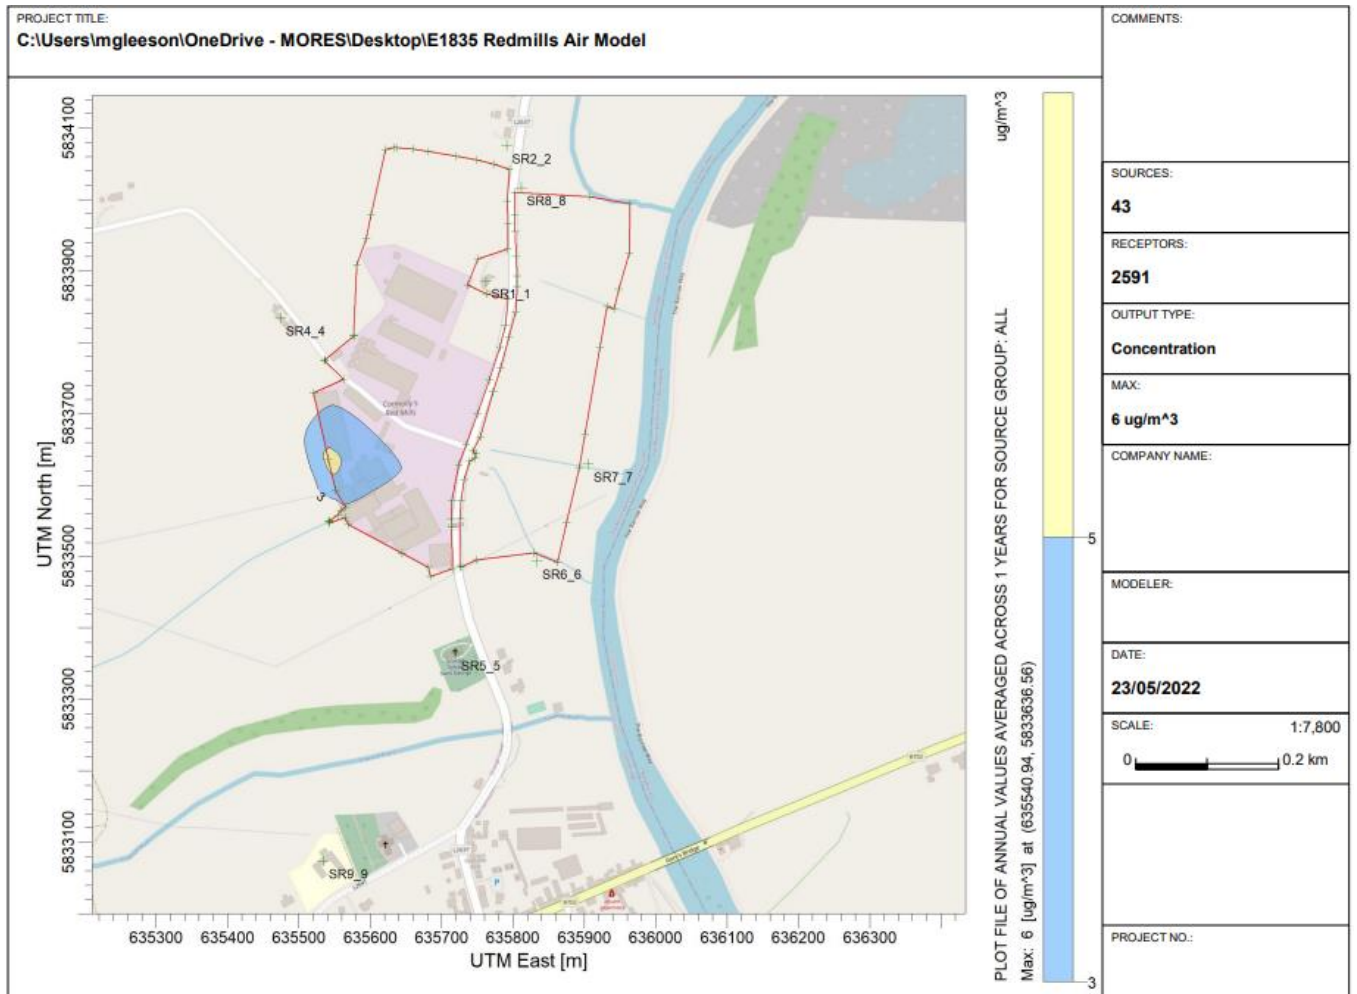 PROJECT TITLE:
C:\Users\mgleeson\OneDrive - MORES\Desktop\E1835 Redmills Air Model
COMMENTS:
SOURCES:
43
RECEPTORS:
2591
OUTPUT TYPE:
Concentration
MAX:
6 ug/m^3
COMPANY NAME:
MODELER:
DATE:
23/05/2022
SCALE:
1:7,800
0
0.2 km
PROJECT NO.:
UTM North [m]
5834100
5833900
5833700
5833500
5833300
5833100
SR2_2
SR8_8
SR1_1
SR4_4
Connolly's
Red Mills
SR7_7
3
SR6_6
SR5_5
SR9_9
P
635300
635400
635500
635600
635700
635800
635900
636000
636100
636200
636300
UTM East [m]
PLOT FILE OF ANNUAL VALUES AVERAGED ACROSS 1 YEARS FOR SOURCE GROUP: ALL
Max: 6 [ug/m^3] at (635540.94, 5833636.56)
ug/m^3
5
3